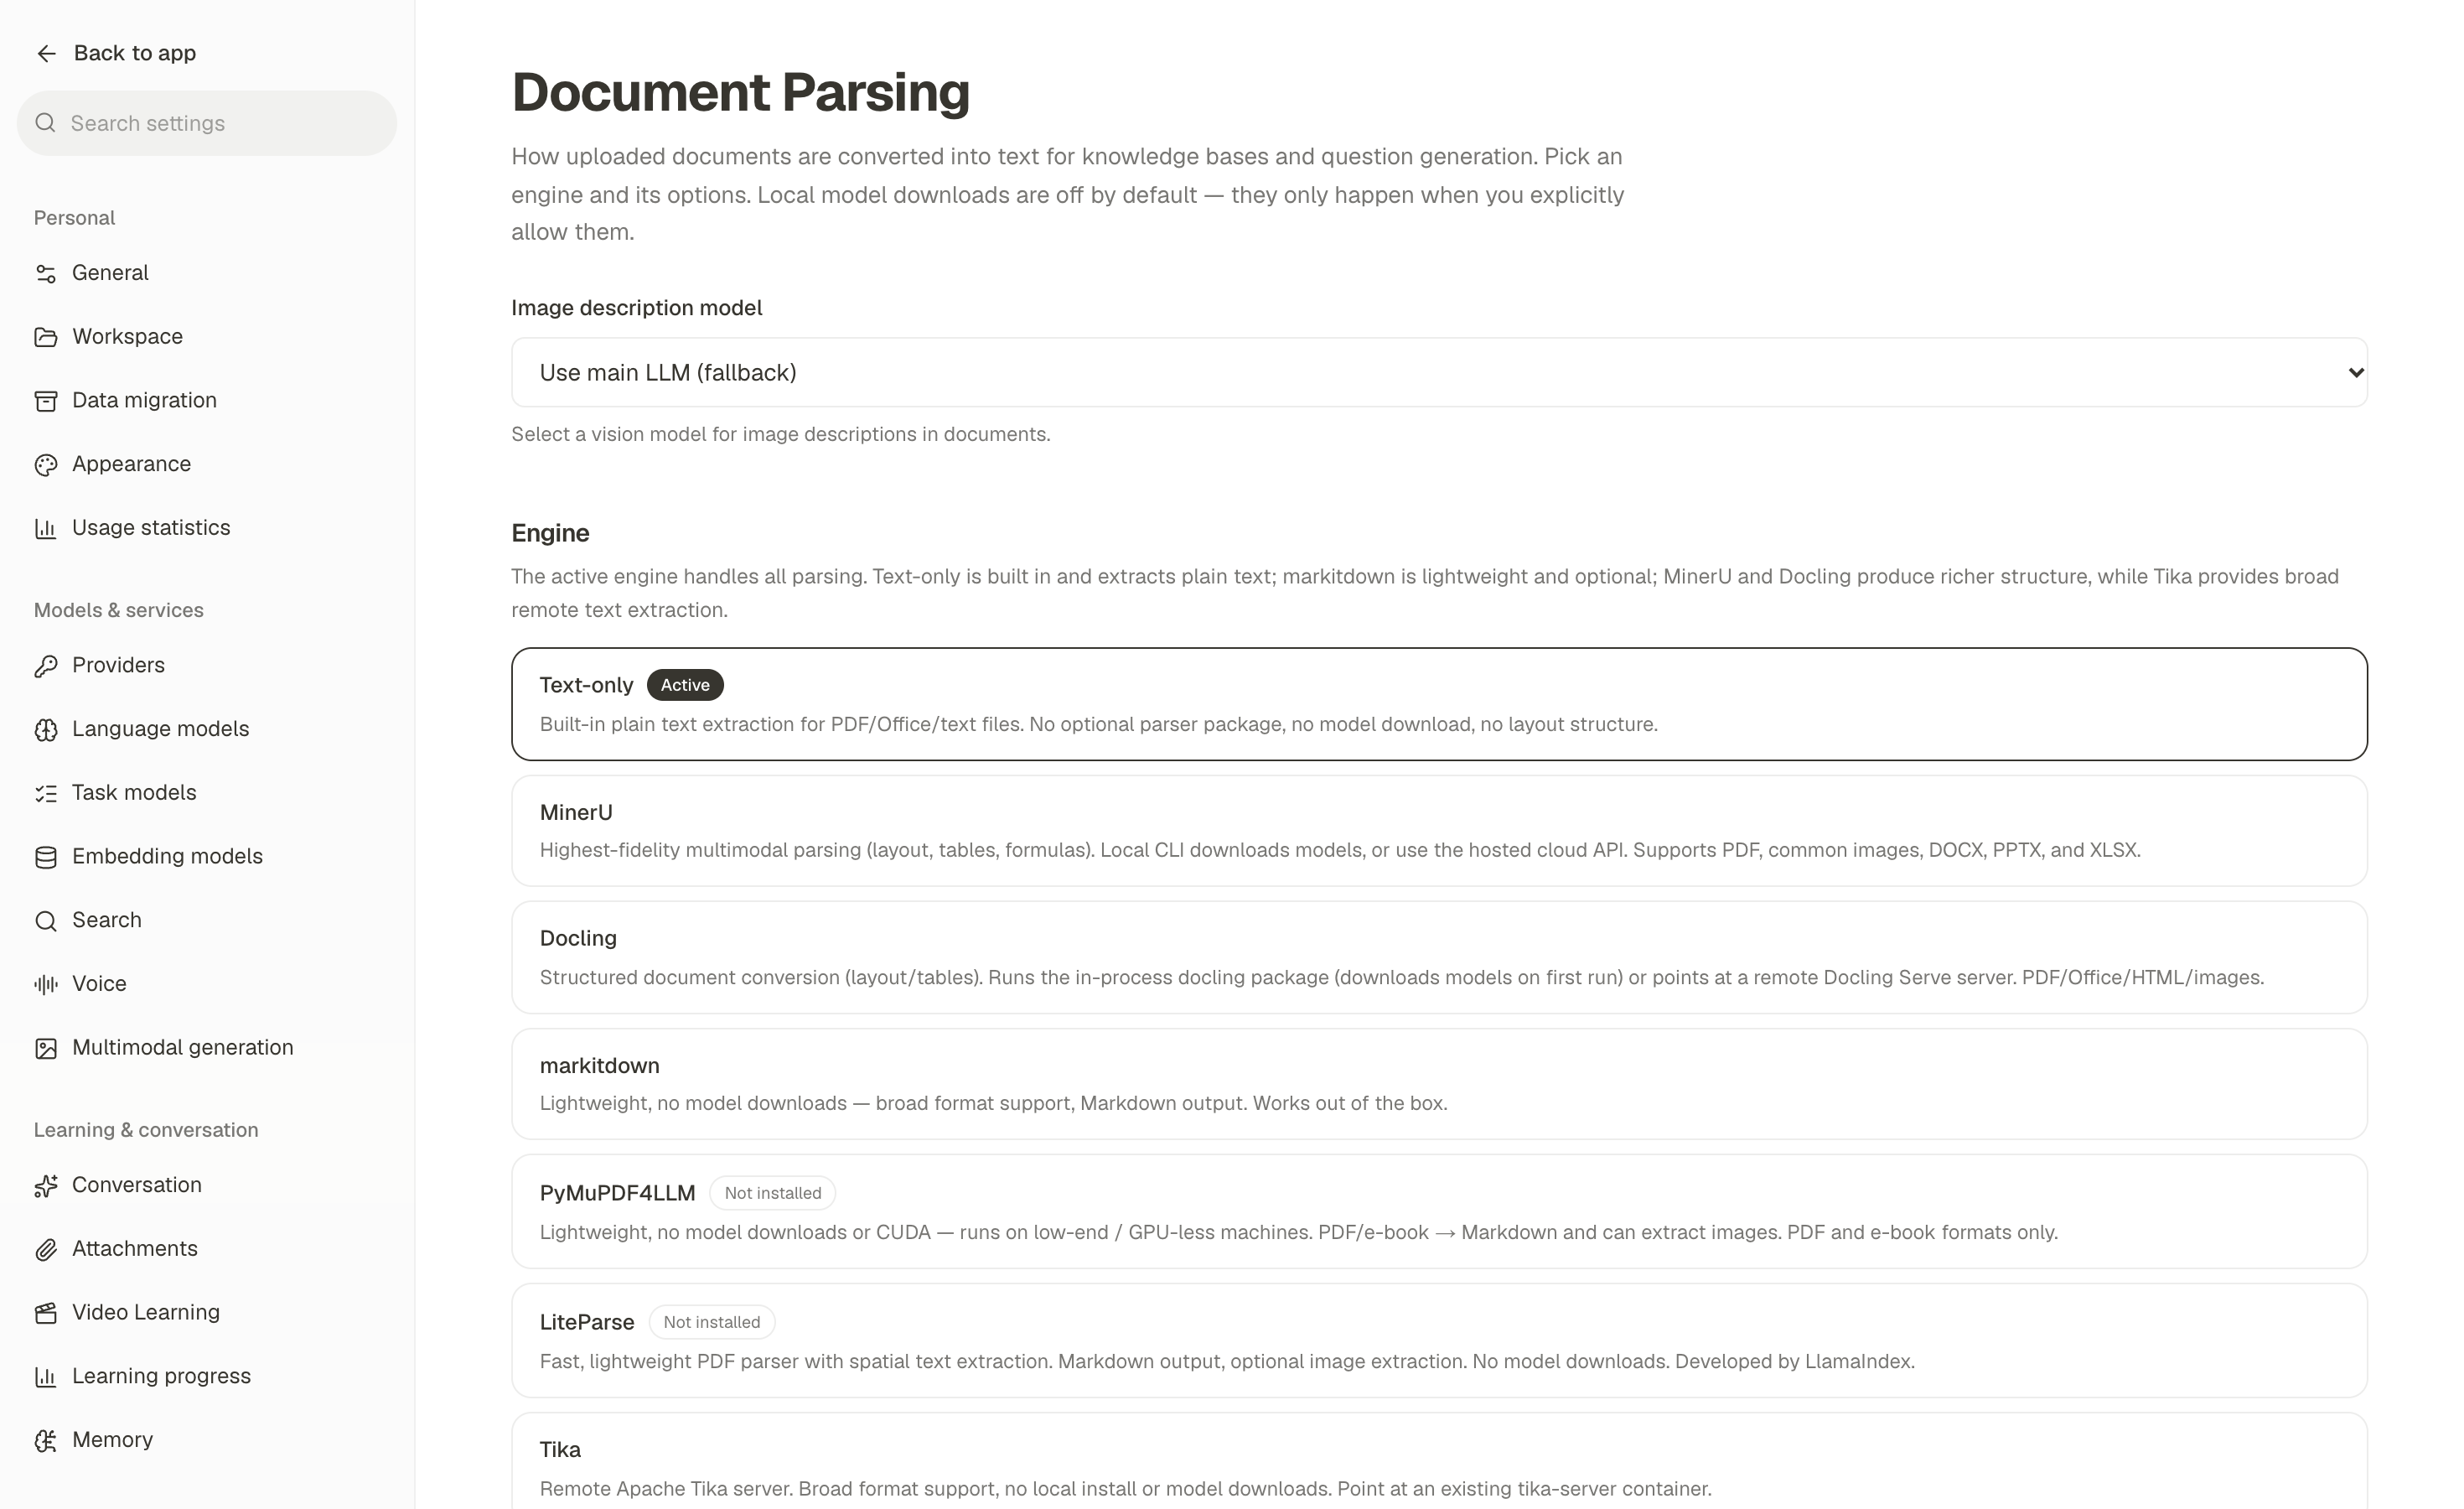 Back to app
Search settings
Personal
General
Workspace
Data migration
Appearance
Usage statistics
Models & services
Providers
Language models
Task models
Embedding models
Search
Voice
Multimodal generation
Learning & conversation
Conversation
Attachments
Video Learning
Learning progress
Memory
Document Parsing
How uploaded documents are converted into text for knowledge bases and question generation. Pick an
engine and its options. Local model downloads are off by default — they only happen when you explicitly
allow them.
Image description model
Use main LLM (fallback)
Select a vision model for image descriptions in documents.
Engine
The active engine handles all parsing. Text-only is built in and extracts plain text; markitdown is lightweight and optional; MinerU and Docling produce richer structure, while Tika provides broad
remote text extraction.
Text-only Active
Built-in plain text extraction for PDF/Office/text files. No optional parser package, no model download, no layout structure.
MinerU
Highest-fidelity multimodal parsing (layout, tables, formulas). Local CLI downloads models, or use the hosted cloud API. Supports PDF, common images, DOCX, PPTX, and XLSX.
Docling
Structured document conversion (layout/tables). Runs the in-process docling package (downloads models on first run) or points at a remote Docling Serve server. PDF/Office/HTML/images.
markitdown
Lightweight, no model downloads — broad format support, Markdown output. Works out of the box.
PyMuPDF4LLM Not installed
Lightweight, no model downloads or CUDA — runs on low-end / GPU-less machines. PDF/e-book → Markdown and can extract images. PDF and e-book formats only.
LiteParse Not installed
Fast, lightweight PDF parser with spatial text extraction. Markdown output, optional image extraction. No model downloads. Developed by LlamaIndex.
Tika
Remote Apache Tika server. Broad format support, no local install or model downloads. Point at an existing tika-server container.